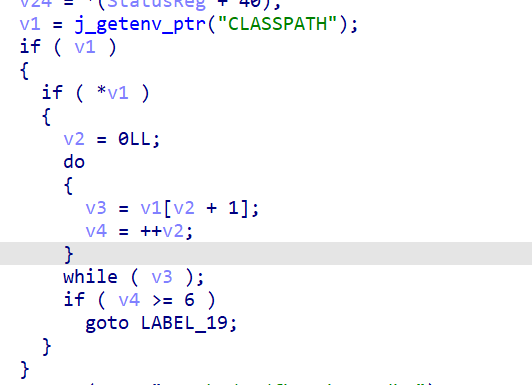 v24 = *(StatusReg + 40);
v1 = j_getenv_ptr("CLASSPATH");
if ( v1 )
{
if ( *v1 )
{
v2 = 0LL;
do
{
v3 = v1[v2 + 1];
v4 = ++v2;
}
while ( v3 );
if ( v4 >= 6 )
goto LABEL_19;
}
}